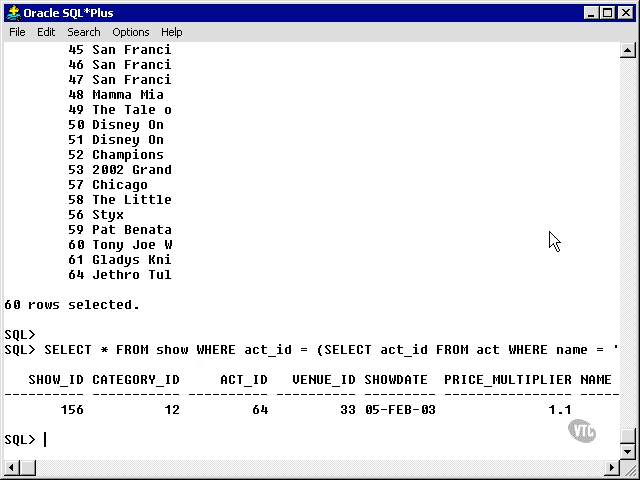 Oracle SQL*Plus
File Edit Search Options Help
45 San Franci
46 San Franci
47 San Franci
48 Mamma Mia
49 The Tale o
50 Disney On
51 Disney On
52 Champions
53 2002 Grand
57 Chicago
58 The Little
56 Styx
59 Pat Benata
60 Tony Joe W
61 Gladys Kni
64 Jethro Tul
60 rows selected.
SQL>
SQL> SELECT * FROM show WHERE act_id = (SELECT act_id FROM act WHERE name = '
SHOW_ID CATEGORY_ID ACT_ID VENUE_ID SHOWDATE PRICE_MULTIPLIER NAME
---------- ----------- ---------- ---------- --------- ---------------- -----
156 12 64 33 05-FEB-03 1.1
SQL>
VTC